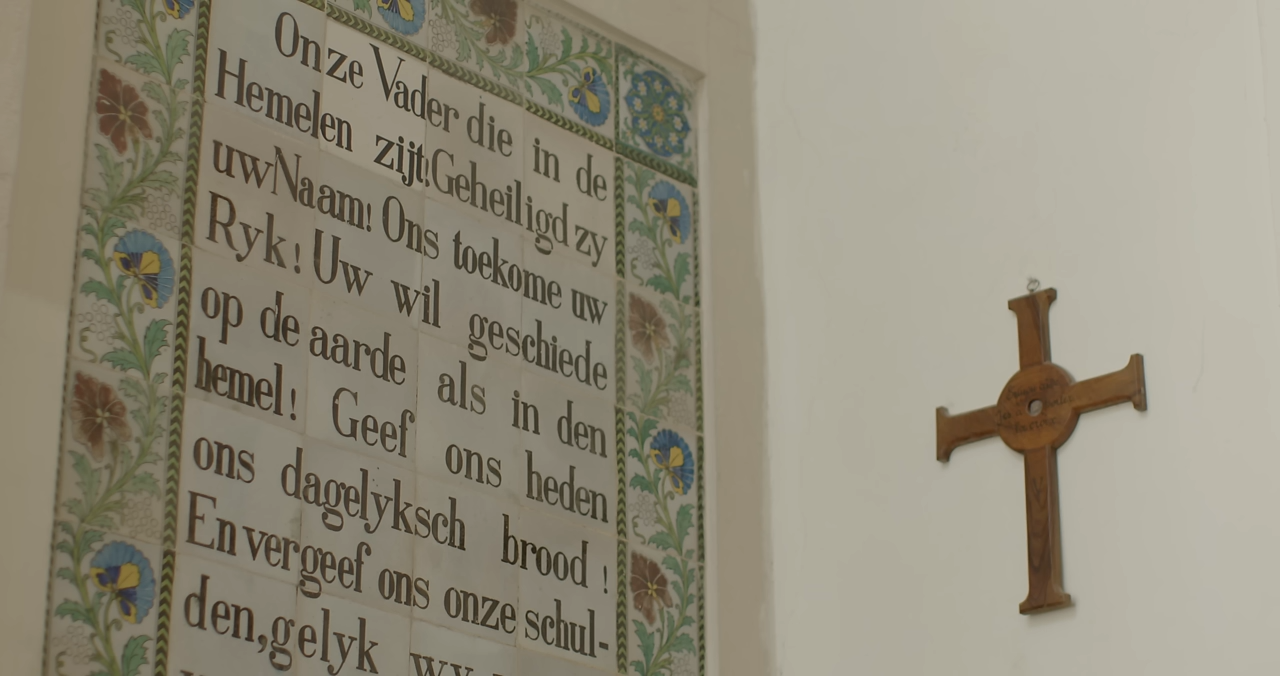 Onze Vader die in de
Hemelen zijt! Geheiligd zy
uw Naam! Ons toekome uw
Ryk! Uw wil geschiede
op de aarde als in den
hemel! Geef ons heden
ons dagelyksch brood!
En vergeef ons onze schul-
den, gelyk wy